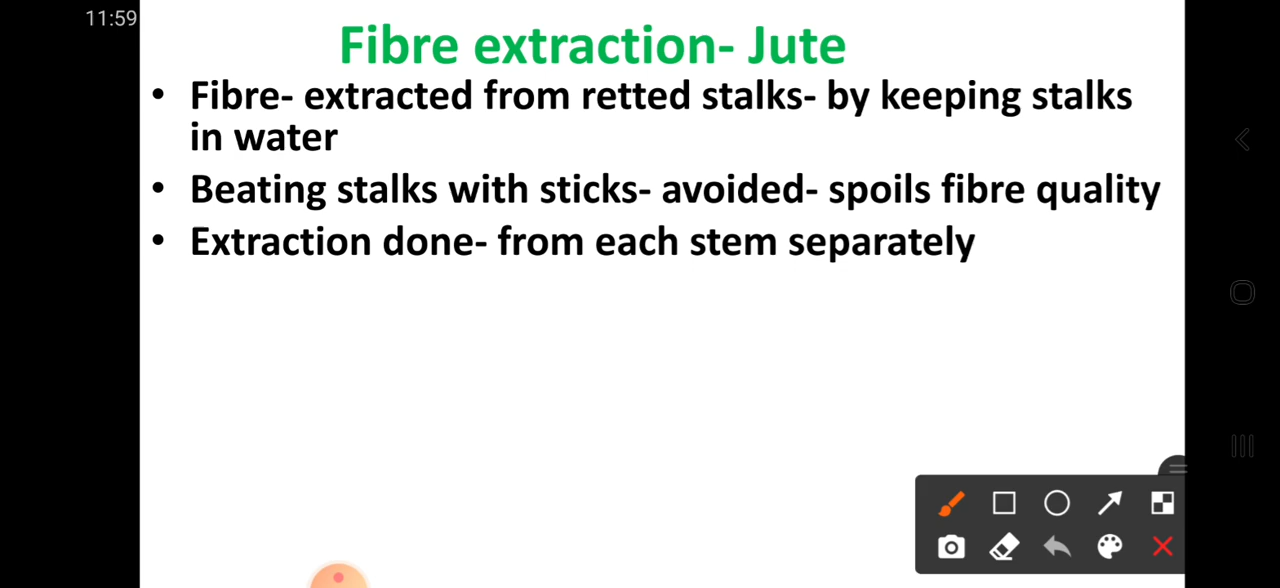 11:59
Fibre extraction- Jute
• Fibre- extracted from retted stalks- by keeping stalks
in water
• Beating stalks with sticks- avoided- spoils fibre quality
• Extraction done- from each stem separately